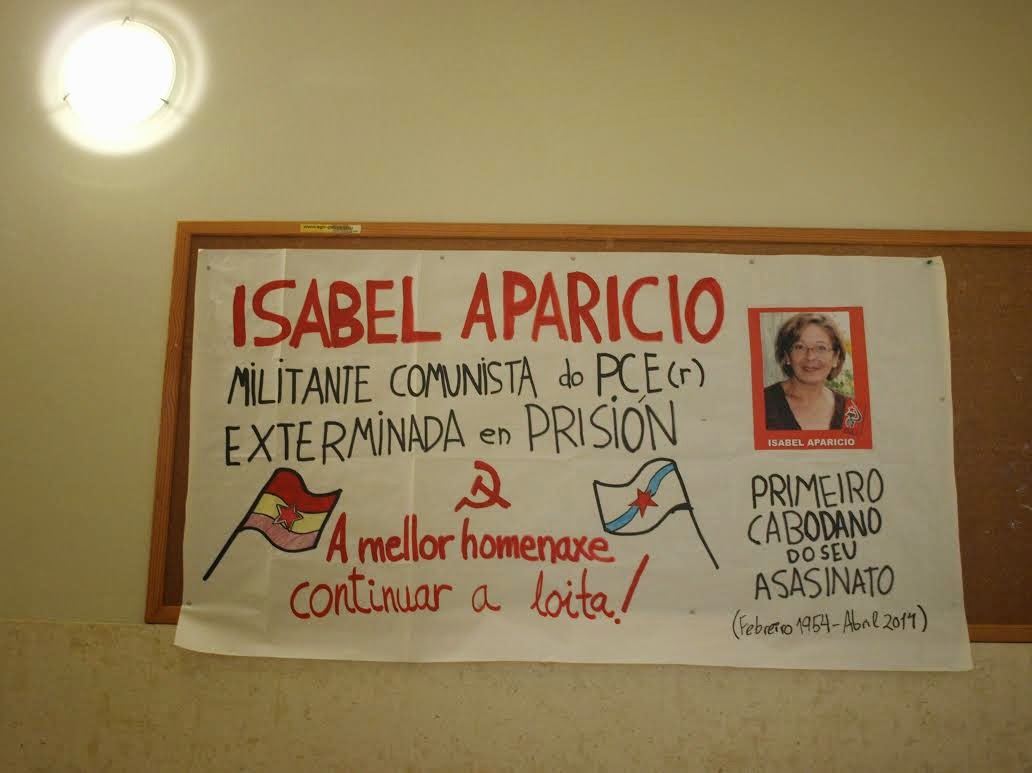 ISABEL APARICIO
MILITANTE COMUNISTA do P.C.E(r)
EXTERMINADA en PRISIÓN
A mellor homenaxe
continuar a loita!
ISABEL APARICIO
PRIMEIRO
CABODANO
DO SEU
ASASINATO
(Febreiro 1954-Abril 2014)